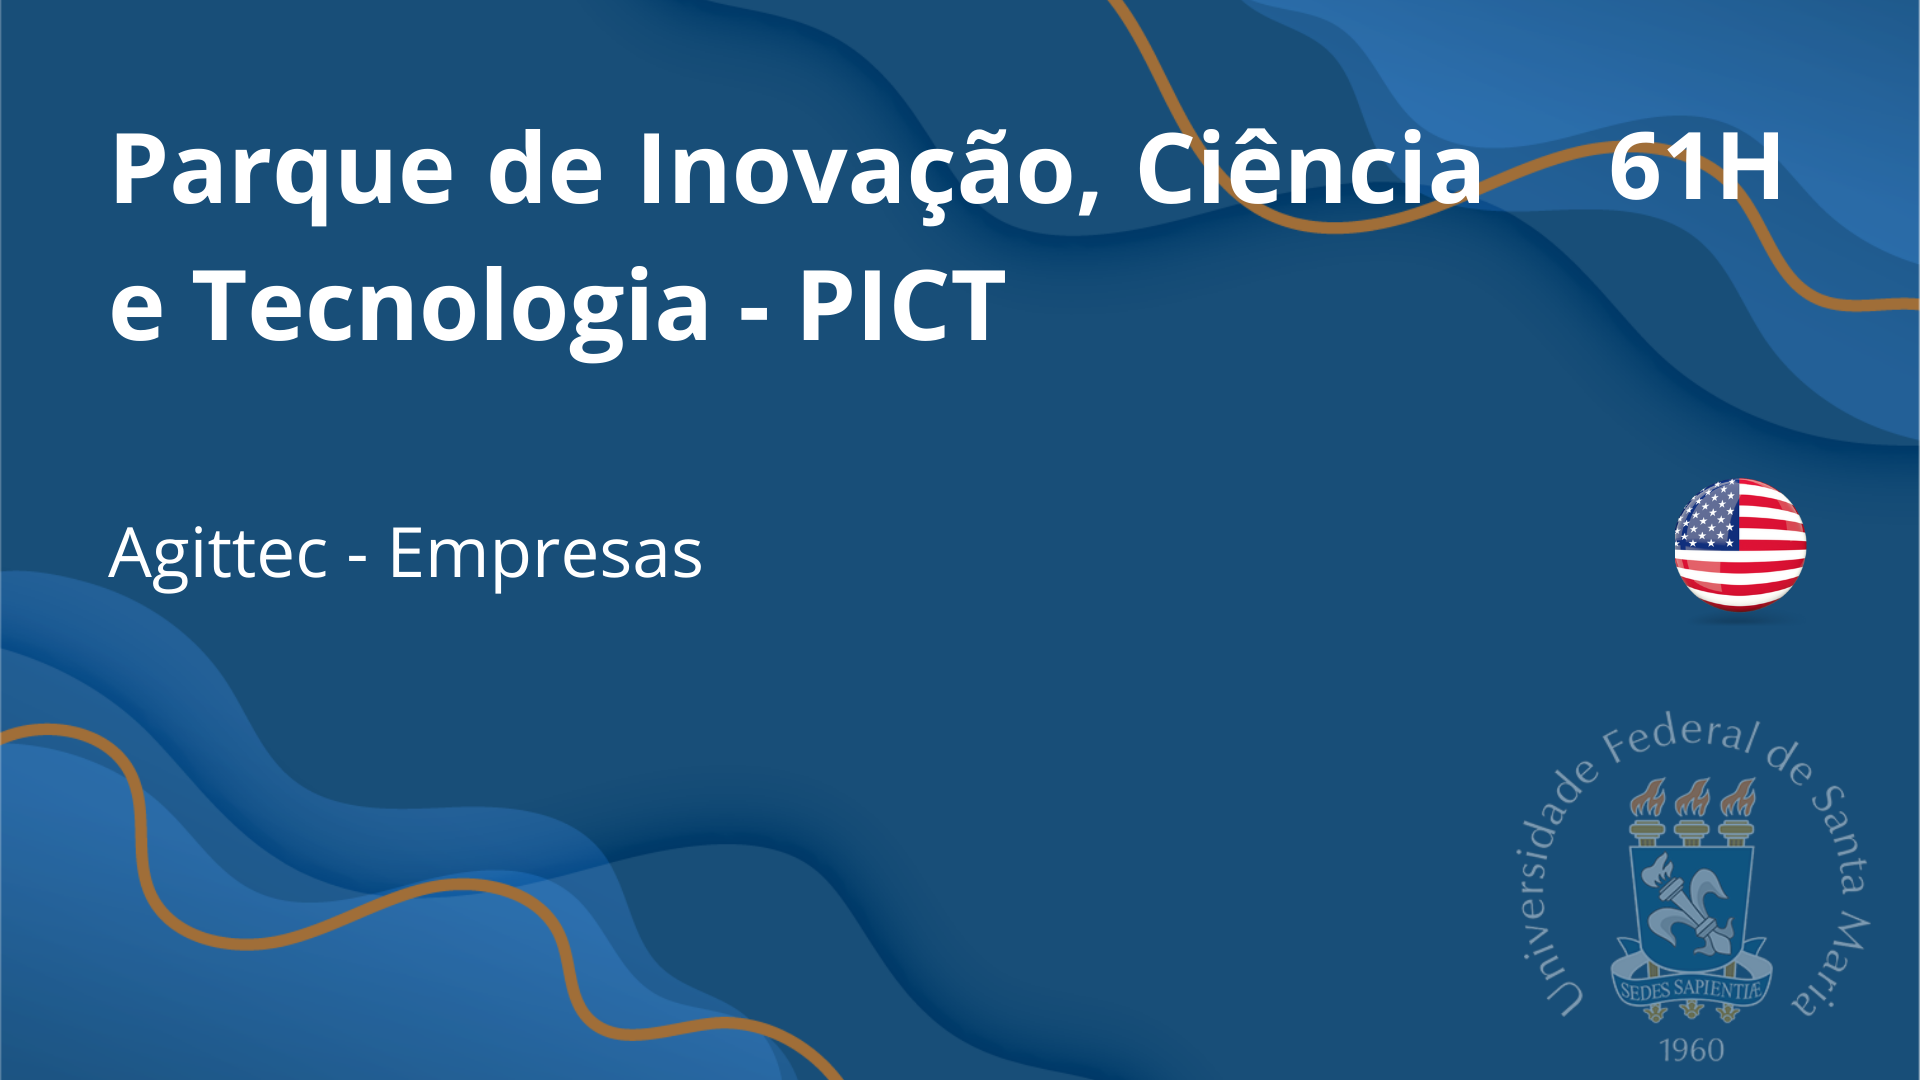 Parque de Inovação, Ciência 61H
e Tecnologia - PICT
Agittec - Empresas
Universidade Federal de Santa Maria
SEDES SAPIENTIÆ
1960